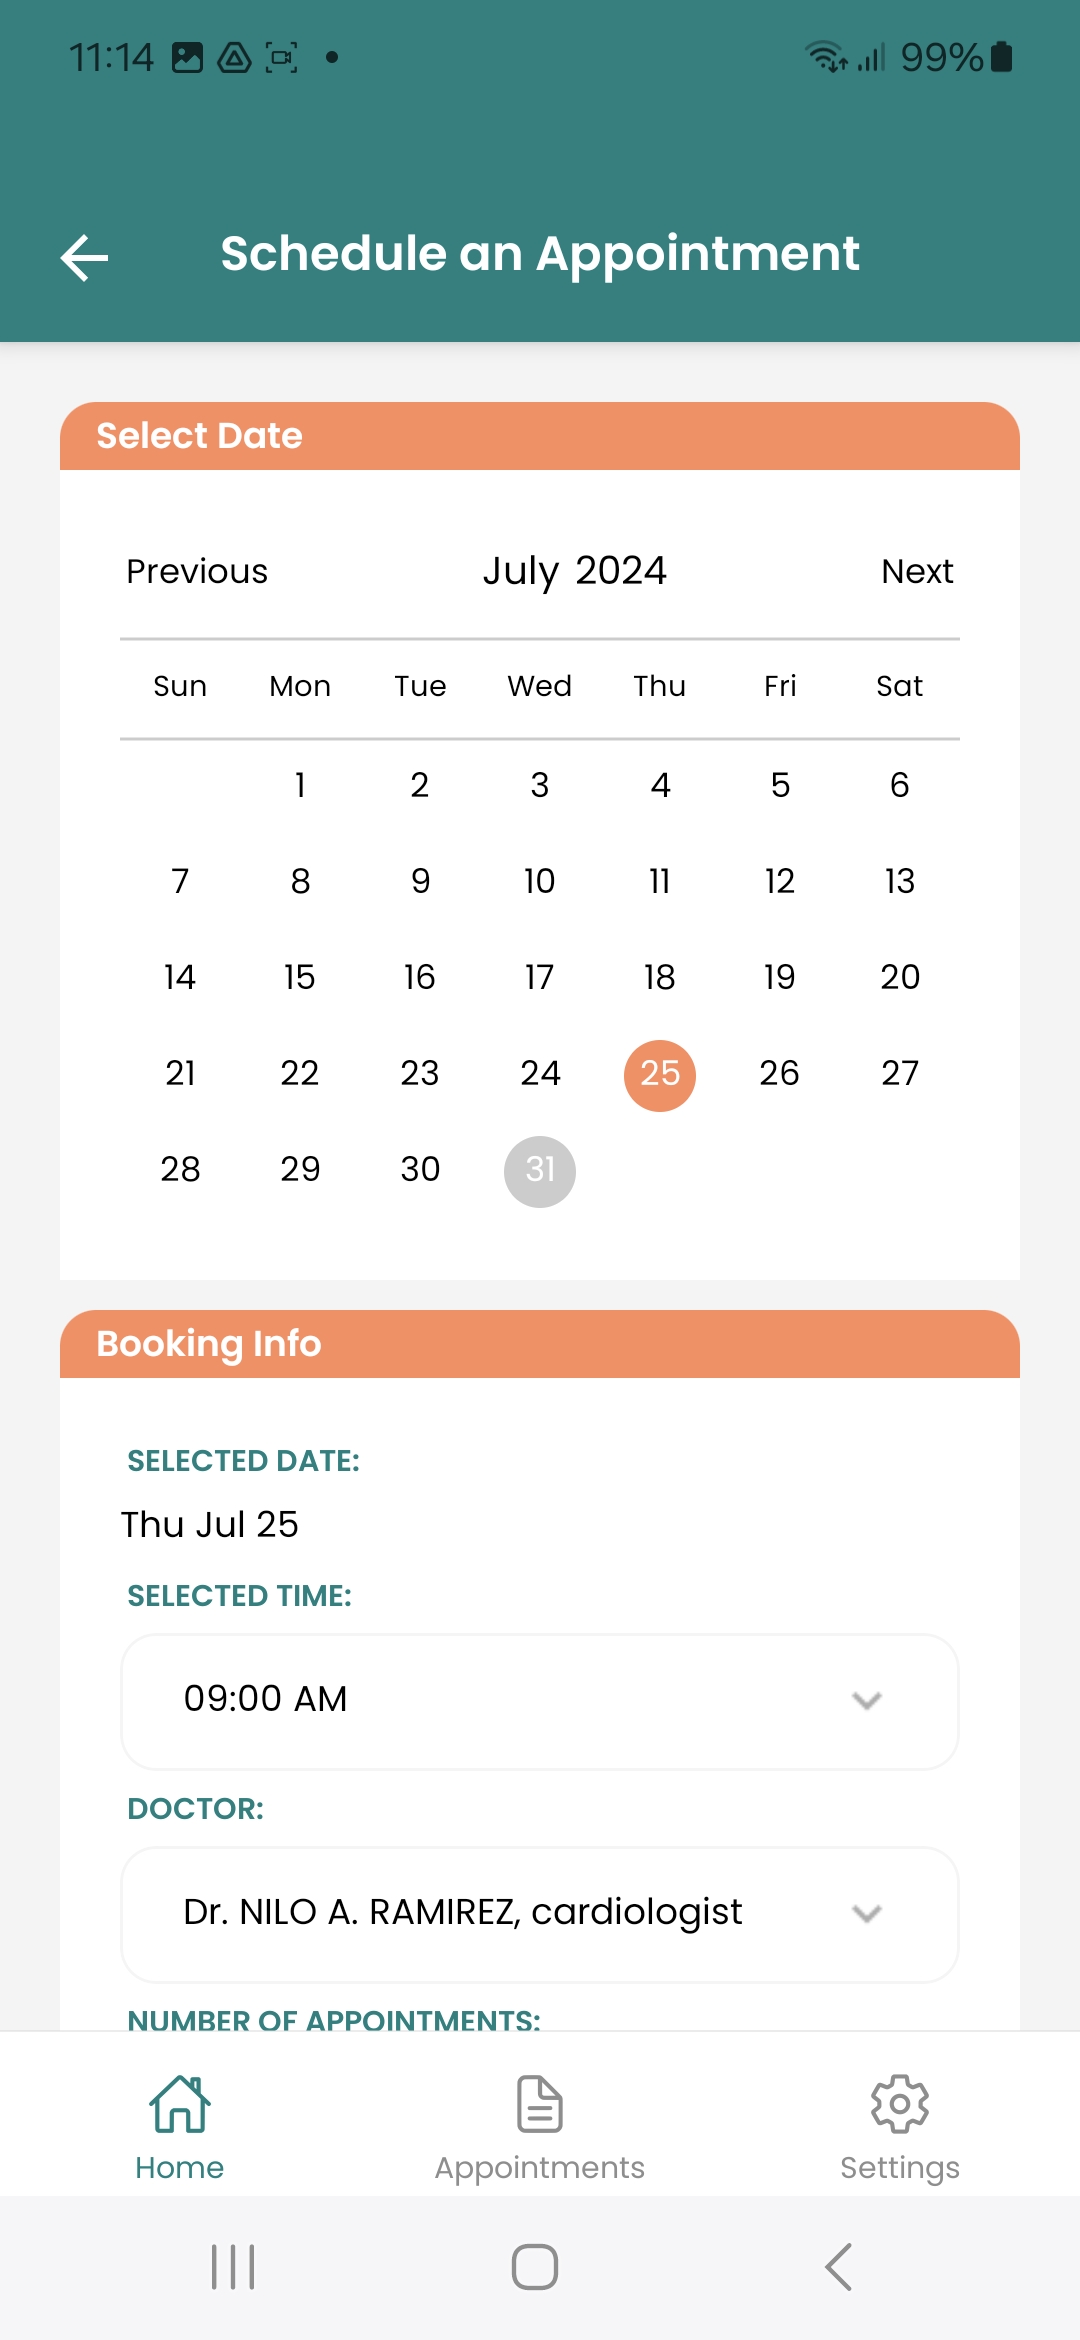 11:14
99%
Schedule an Appointment
Select Date
Previous July 2024 Next
Sun Mon Tue Wed Thu Fri Sat
1 2 3 4 5 6
7 8 9 10 11 12 13
14 15 16 17 18 19 20
21 22 23 24 25 26 27
28 29 30 31
Booking Info
SELECTED DATE:
Thu Jul 25
SELECTED TIME:
09:00 AM
DOCTOR:
Dr. NILO A. RAMIREZ, cardiologist
NUMBER OF APPOINTMENTS:
Home Appointments Settings